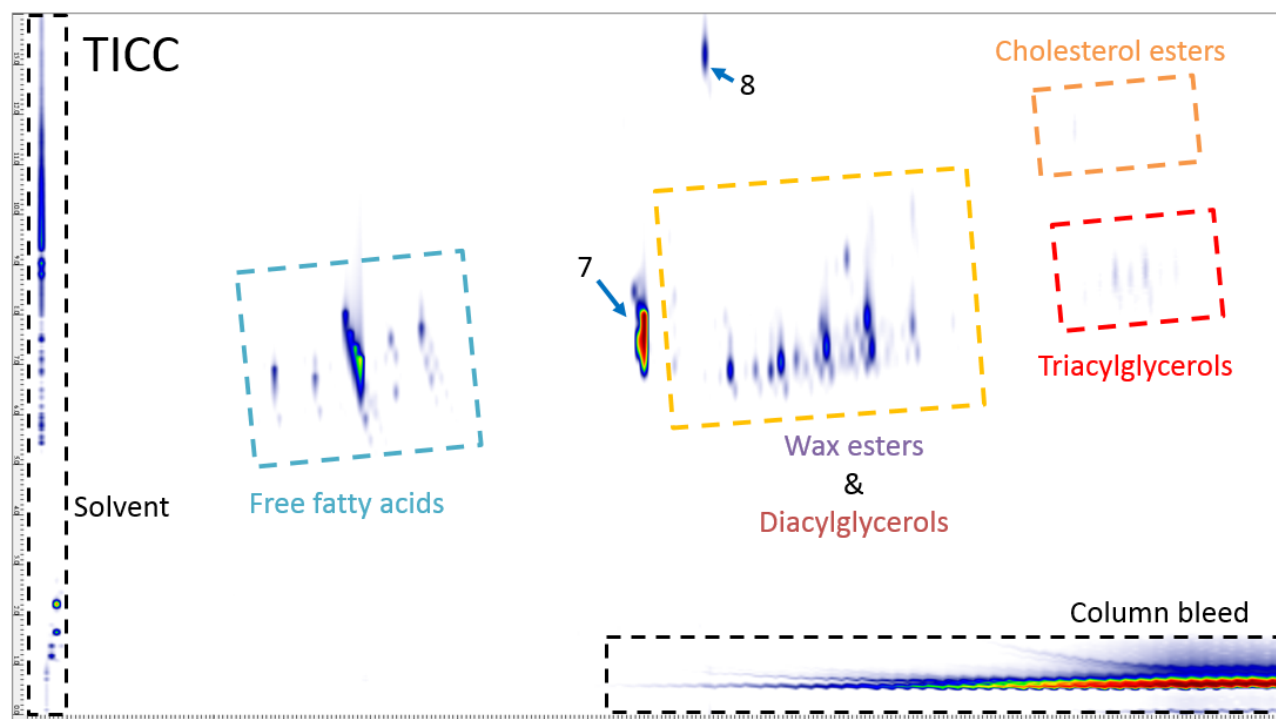 TICC
8
Cholesterol esters
7
Triacylglycerols
Wax esters
&
Diacylglycerols
Free fatty acids
Solvent
Column bleed